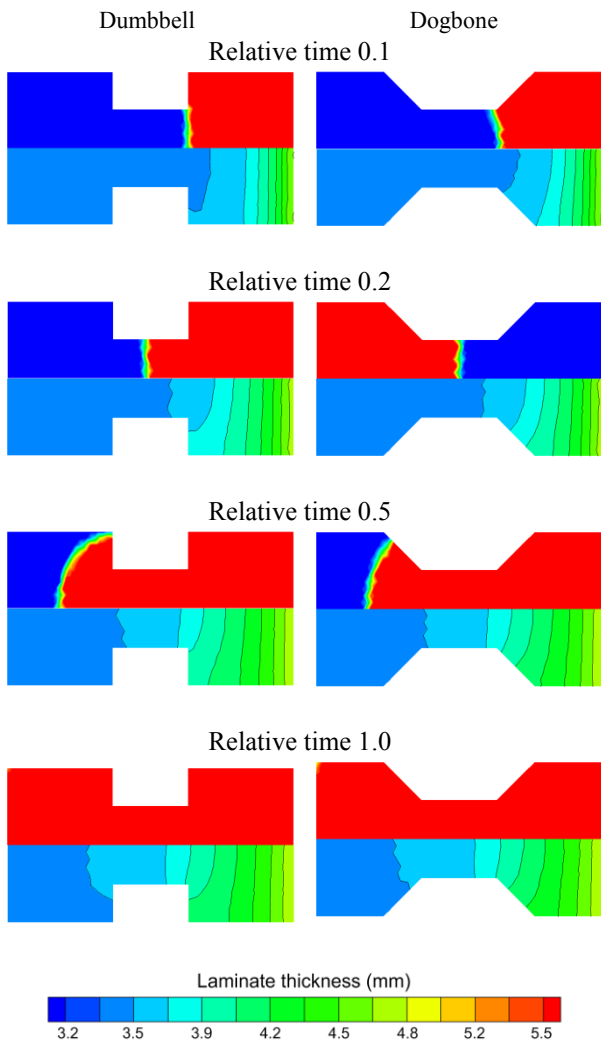 Dumbbell Dogbone
Relative time 0.1
Relative time 0.2
Relative time 0.5
Relative time 1.0
Laminate thickness (mm)
3.2 3.5 3.9 4.2 4.5 4.8 5.2 5.5